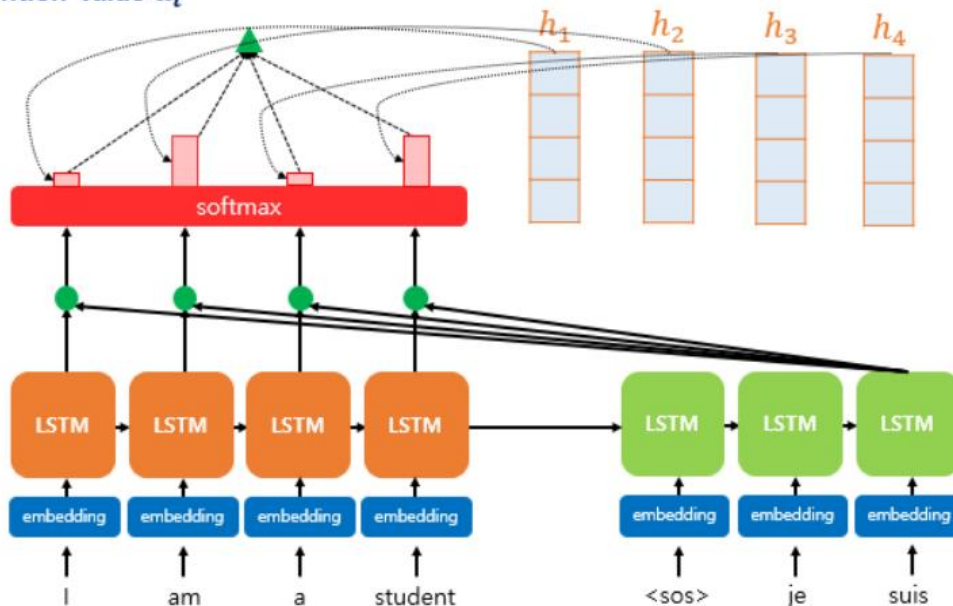 h₁ h₂ h₃ h₄
softmax
LSTM LSTM LSTM LSTM LSTM LSTM LSTM
embedding embedding embedding embedding embedding embedding embedding
I am a student <sos> je suis